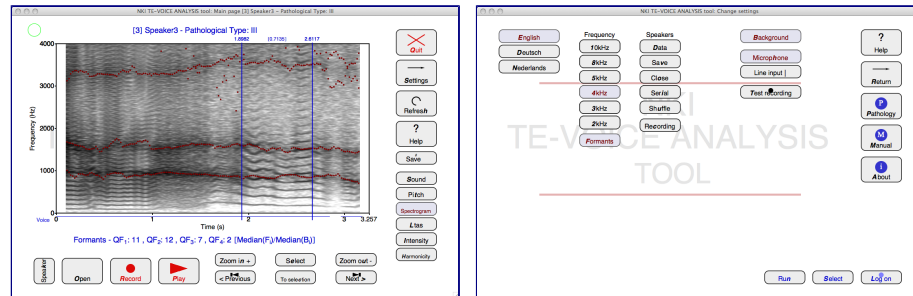 NKI TE-VOICE ANALYSIS tool: Main page [3] Speaker3 - Pathological Type: III
[3] Speaker3 - Pathological Type: III
1.8982 (0.7135) 2.6117
4000
3000
2000
1000
0
Frequency (Hz)
Voice
0 1 2 3 3.257
Time (s)
Formants - QF1: 11 , QF2: 12 , QF3: 7 , QF4: 2 [Median(Fi)/Median(Bi)]
Quit
Settings
Refresh
?
Help
Save
Sound
Pitch
Spectrogram
Ltas
Intensity
Harmonicity
Speaker
Open
Record
Play
Zoom in +
Select
Zoom out -
< Previous
To selection
Next >
NKI TE-VOICE ANALYSIS tool: Change settings
English
Deutsch
Nederlands
Frequency
10kHz
8kHz
5kHz
4kHz
3kHz
2kHz
Formants
Speakers
Data
Save
Close
Serial
Shuffle
Recording
Background
Microphone
Line input |
Test recording
NKI
TE-VOICE ANALYSIS
TOOL
?
Help
Return
P
Pathology
M
Manual
i
About
Run
Select
Log on